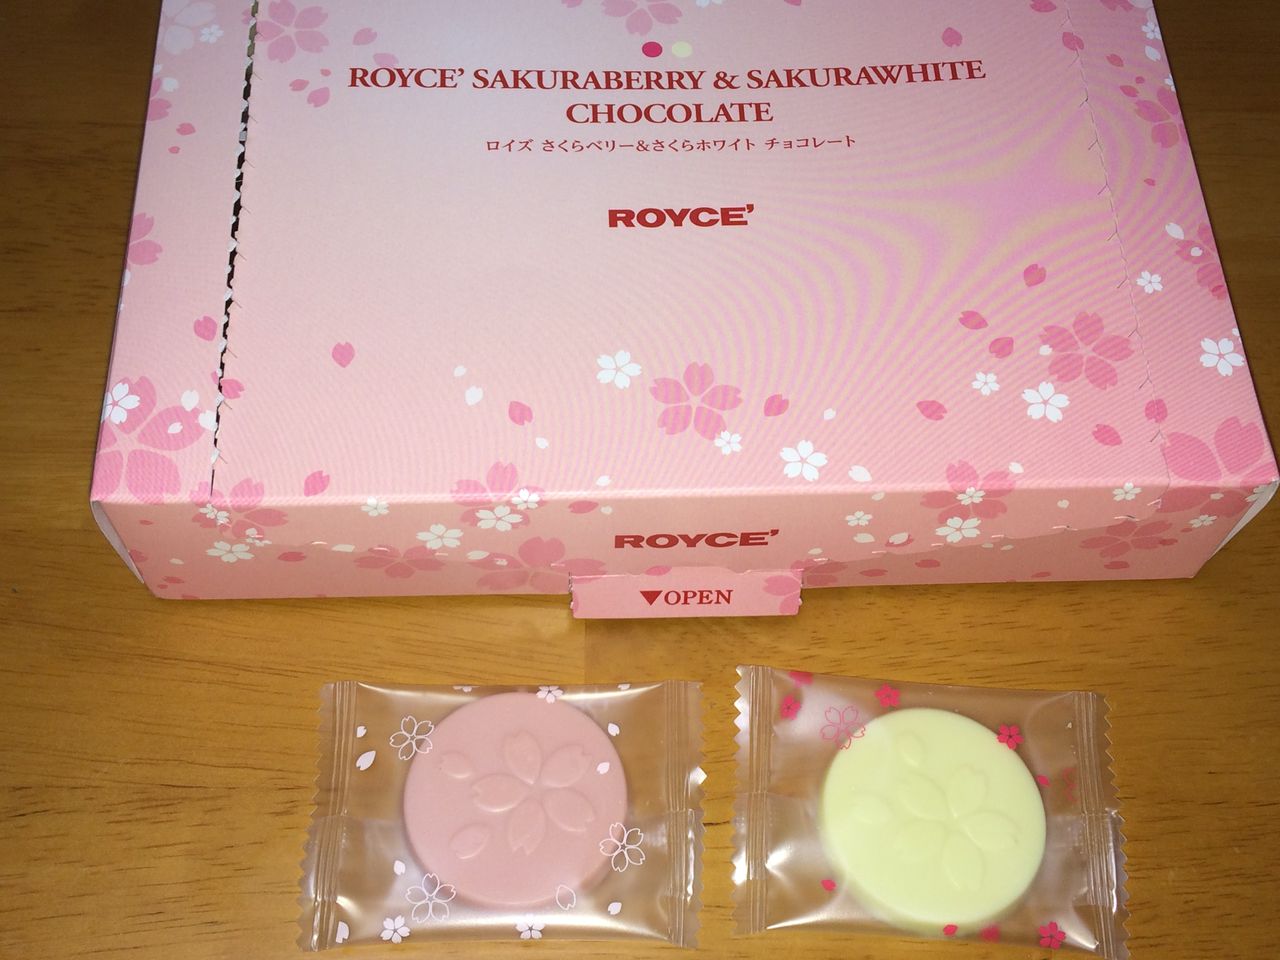 ROYCE' SAKURABERRY & SAKURAWHITE
CHOCOLATE
ロイズ さくらベリー&さくらホワイト チョコレート
ROYCE'
ROYCE'
▼OPEN